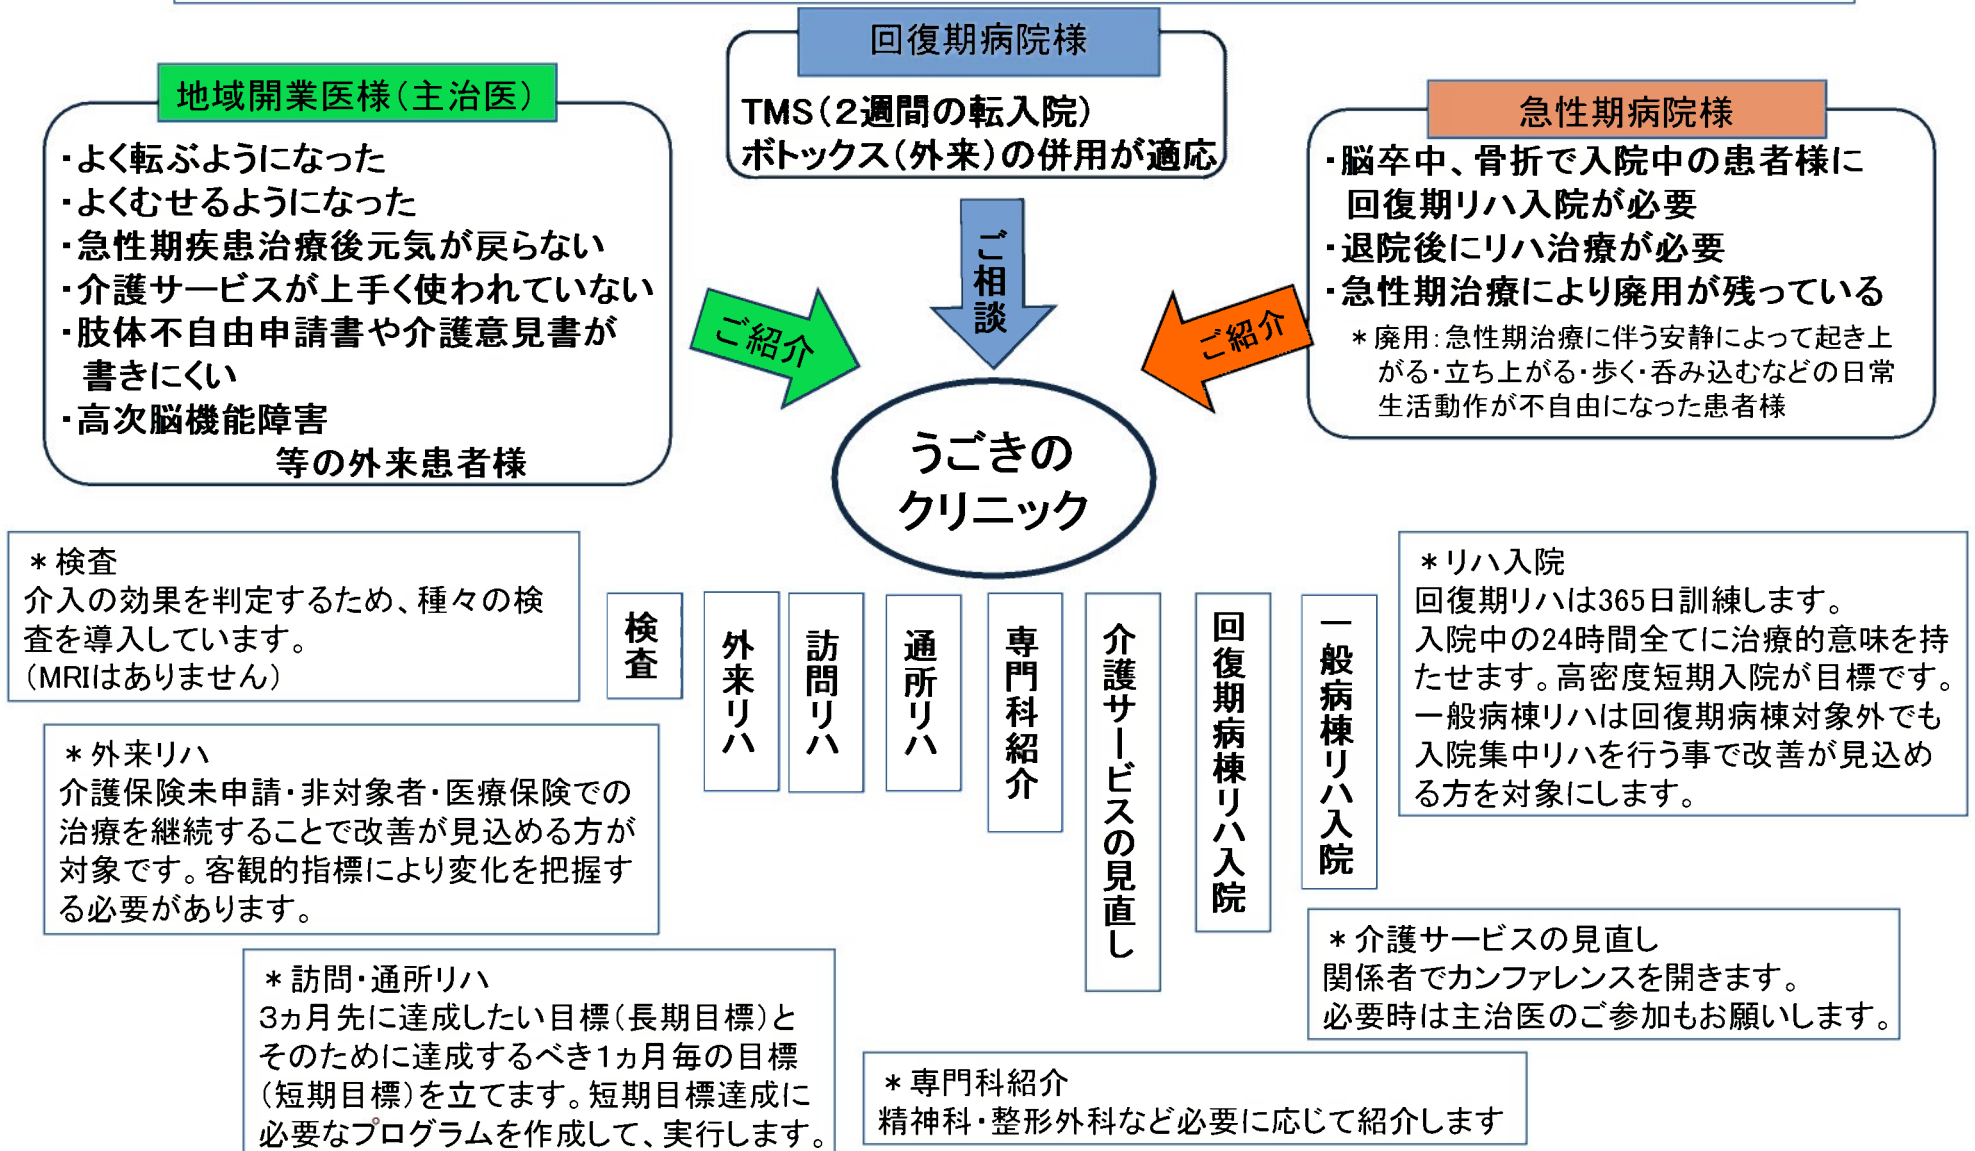 回復期病院様
TMS(2週間の転入院)
ボトックス(外来)の併用が適応
地域開業医様(主治医)
・よく転ぶようになった
・よくむせるようになった
・急性期疾患治療後元気が戻らない
・介護サービスが上手く使われていない
・肢体不自由申請書や介護意見書が
書きにくい
・高次脳機能障害
等の外来患者様
急性期病院様
・脳卒中、骨折で入院中の患者様に
回復期リハ入院が必要
・退院後にリハ治療が必要
・急性期治療により廃用が残っている
*廃用:急性期治療に伴う安静によって起き上
がる・立ち上がる・歩く・呑み込むなどの日常
生活動作が不自由になった患者様
ご紹介
ご相談
ご紹介
うごきの
クリニック
*検査
介入の効果を判定するため、種々の検
査を導入しています。
(MRIはありません)
*外来リハ
介護保険未申請・非対象者・医療保険での
治療を継続することで改善が見込める方が
対象です。客観的指標により変化を把握す
る必要があります。
*訪問・通所リハ
3ヵ月先に達成したい目標(長期目標)と
そのために達成するべき1ヵ月毎の目標
(短期目標)を立てます。短期目標達成に
必要なプログラムを作成して、実行します。
検査
外来リハ
訪問リハ
通所リハ
専門科紹介
介護サービスの見直し
回復期病棟リハ入院
一般病棟リハ入院
*リハ入院
回復期リハは365日訓練します。
入院中の24時間全てに治療的意味を持
たせます。高密度短期入院が目標です。
一般病棟リハは回復期病棟対象外でも
入院集中リハを行う事で改善が見込め
る方を対象にします。
*介護サービスの見直し
関係者でカンファレンスを開きます。
必要時は主治医のご参加もお願いします。
*専門科紹介
精神科・整形外科など必要に応じて紹介します